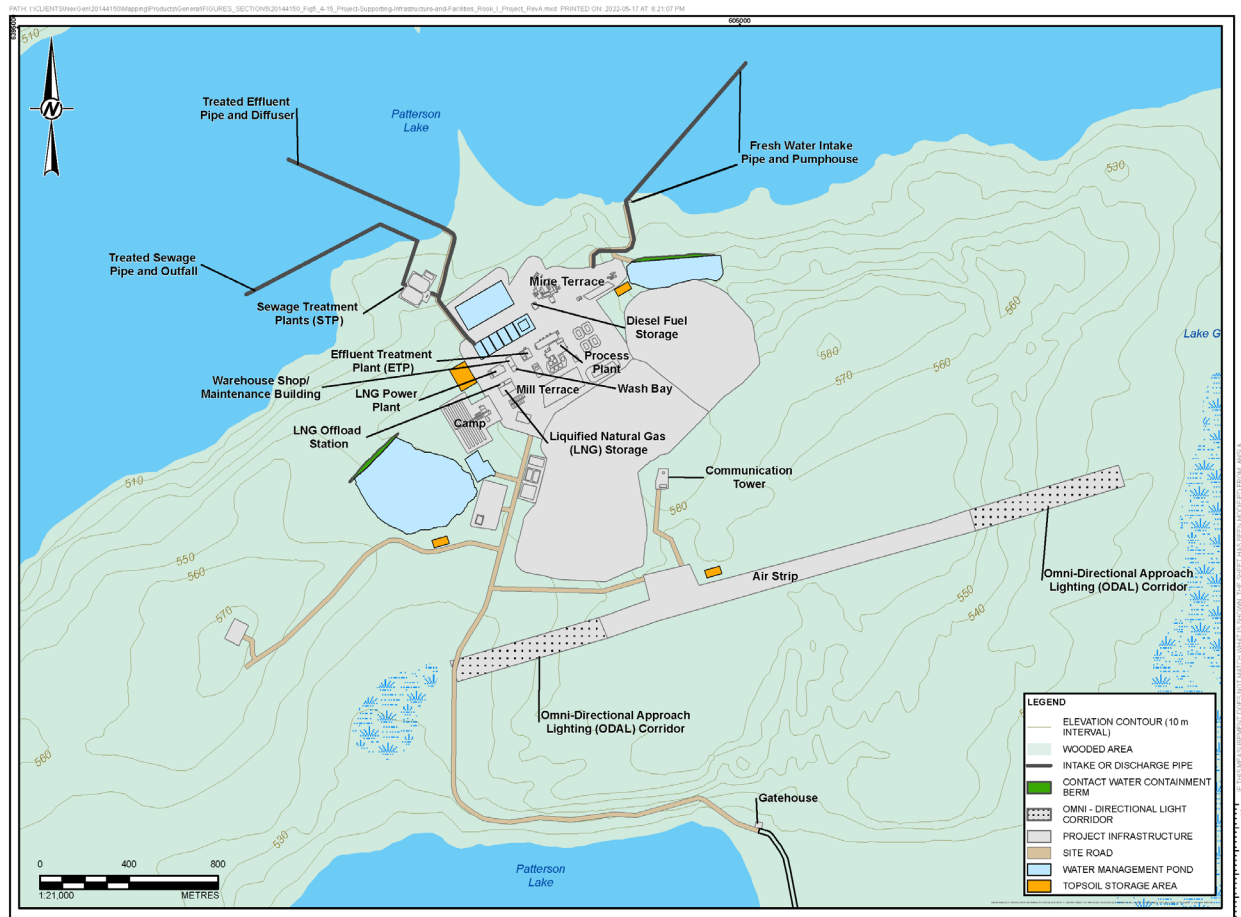 PATH: I:\CLIENTS\NexGen\20144150\Mapping\Products\General\FIGURES_SECTION5\20144150_Fig5_4-15_Project-Supporting-Infrastructure-and-Facilities_Rook_I_Project_RevA.mxd PRINTED ON: 2022-05-17 AT: 6:21:07 PM
605000
510
N
Treated Effluent
Pipe and Diffuser
Patterson
Lake
Fresh Water Intake
Pipe and Pumphouse
530
Treated Sewage
Pipe and Outfall
Sewage Treatment
Plants (STP)
Mine Terrace
560
Diesel Fuel
Storage
Lake G
Effluent Treatment
Plant (ETP)
Process
Plant
580
570
560
Warehouse Shop/
Maintenance Building
LNG Power
Plant
Mill Terrace
Wash Bay
LNG Offload
Station
Camp
Liquified Natural Gas
(LNG) Storage
510
Communication
Tower
580
550
560
570
Air Strip
Omni-Directional Approach
Lighting (ODAL) Corridor
550
540
Omni-Directional Approach
Lighting (ODAL) Corridor
560
530
Gatehouse
Patterson
Lake
0 400 800
1:21,000 METRES
LEGEND
ELEVATION CONTOUR (10 m
INTERVAL)
WOODED AREA
INTAKE OR DISCHARGE PIPE
CONTACT WATER CONTAINMENT
BERM
OMNI - DIRECTIONAL LIGHT
CORRIDOR
PROJECT INFRASTRUCTURE
SITE ROAD
WATER MANAGEMENT POND
TOPSOIL STORAGE AREA